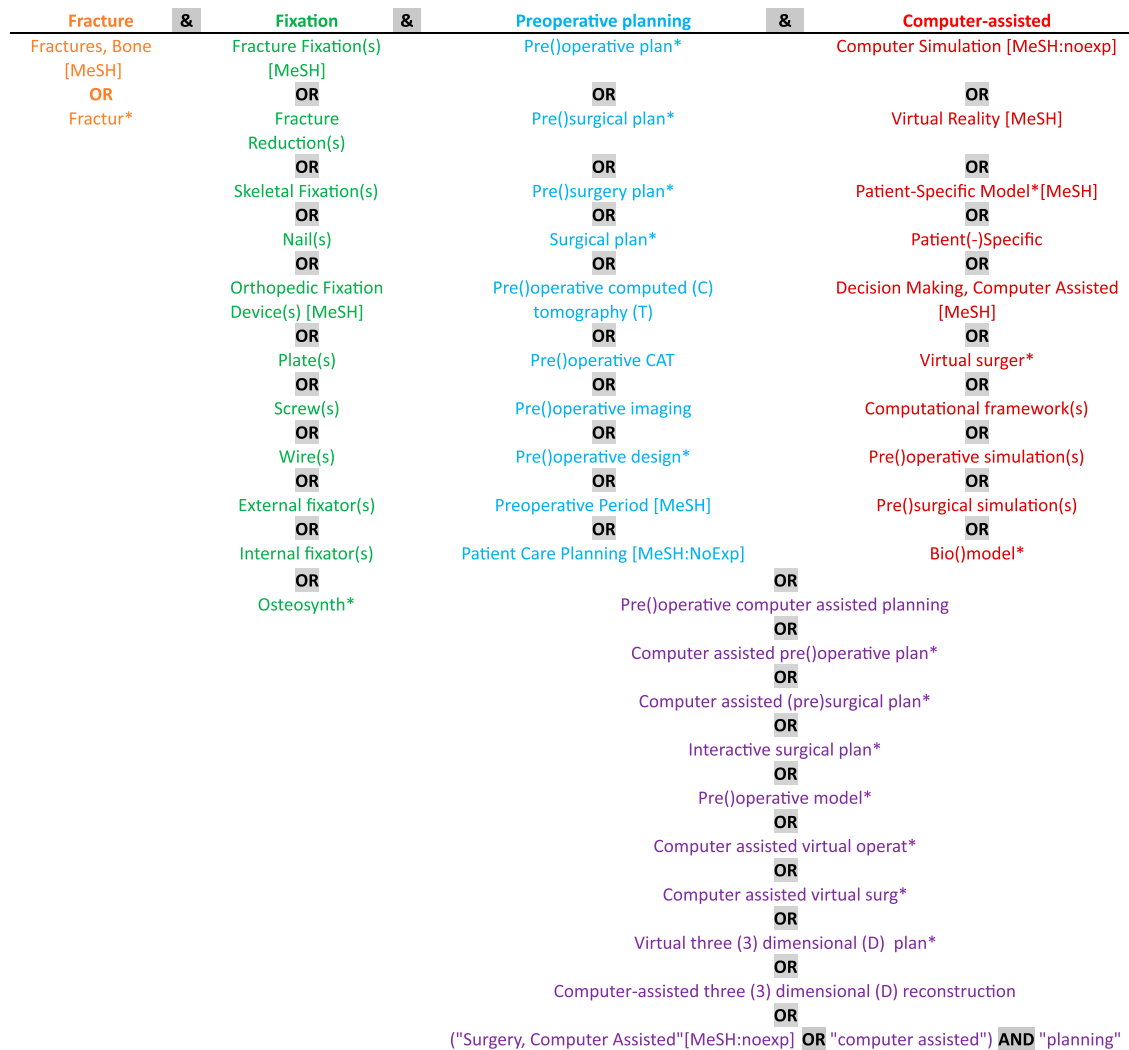 Fracture & Fixation & Preoperative planning & Computer-assisted
Fractures, Bone Fracture Fixation(s) Pre()operative plan* Computer Simulation [MeSH:noexp]
[MeSH] [MeSH]
OR OR OR OR
Fractur* Fracture Pre()surgical plan* Virtual Reality [MeSH]
Reduction(s)
OR OR OR
Skeletal Fixation(s) Pre()surgery plan* Patient-Specific Model*[MeSH]
OR OR OR
Nail(s) Surgical plan* Patient(-)Specific
OR OR OR
Orthopedic Fixation Pre()operative computed (C) Decision Making, Computer Assisted
Device(s) [MeSH] tomography (T) [MeSH]
OR OR OR
Plate(s) Pre()operative CAT Virtual surger*
OR OR OR
Screw(s) Pre()operative imaging Computational framework(s)
OR OR OR
Wire(s) Pre()operative design* Pre()operative simulation(s)
OR OR OR
External fixator(s) Preoperative Period [MeSH] Pre()surgical simulation(s)
OR OR OR
Internal fixator(s) Patient Care Planning [MeSH:NoExp] Bio()model*
OR OR
Osteosynth* Pre()operative computer assisted planning
OR
Computer assisted pre()operative plan*
OR
Computer assisted (pre)surgical plan*
OR
Interactive surgical plan*
OR
Pre()operative model*
OR
Computer assisted virtual operat*
OR
Computer assisted virtual surg*
OR
Virtual three (3) dimensional (D) plan*
OR
Computer-assisted three (3) dimensional (D) reconstruction
OR
("Surgery, Computer Assisted"[MeSH:noexp] OR "computer assisted") AND "planning"